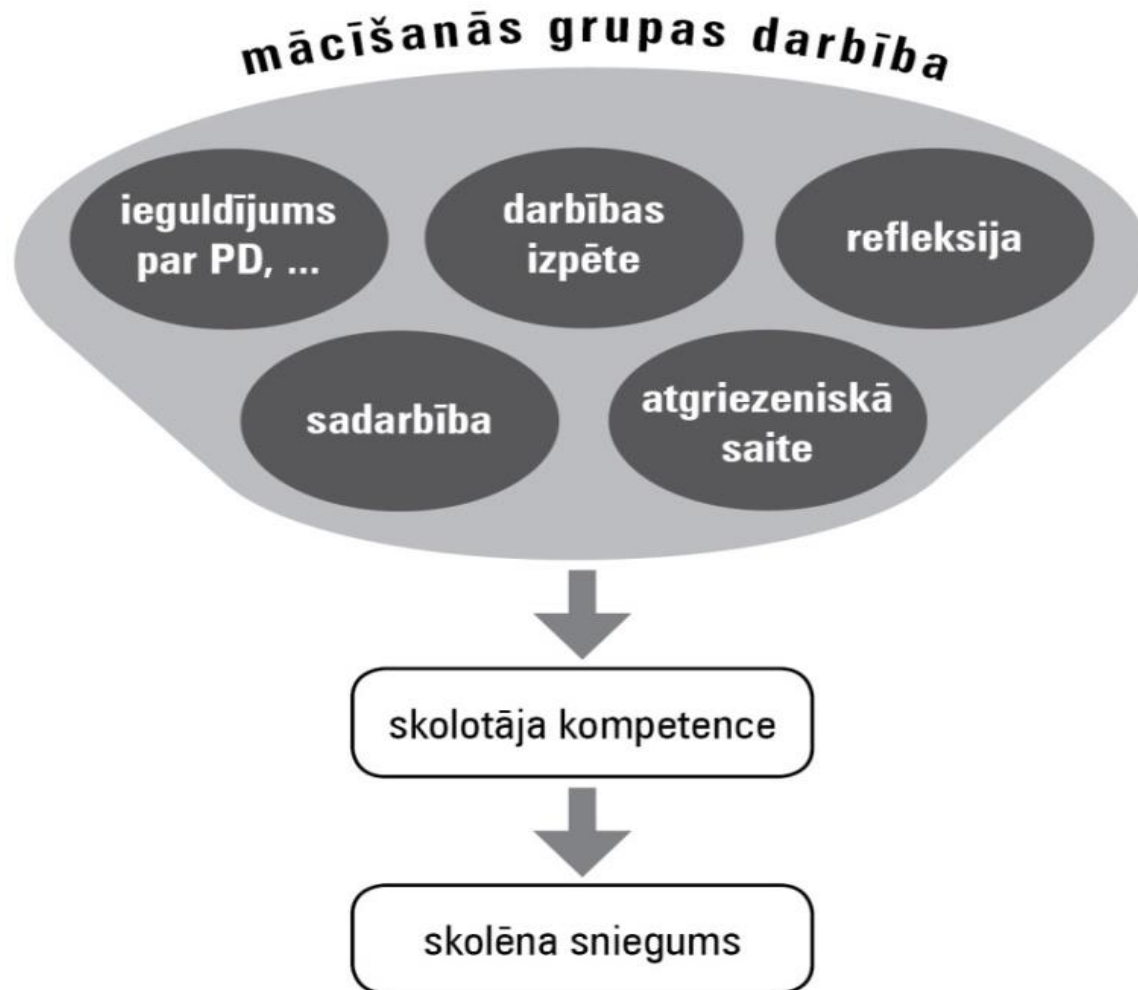 mācīšanās grupas darbība
ieguldījums
par PD, ...
darbības
izpēte
refleksija
sadarbība
atgriezeniskā
saite
skolotāja kompetence
skolēna sniegums